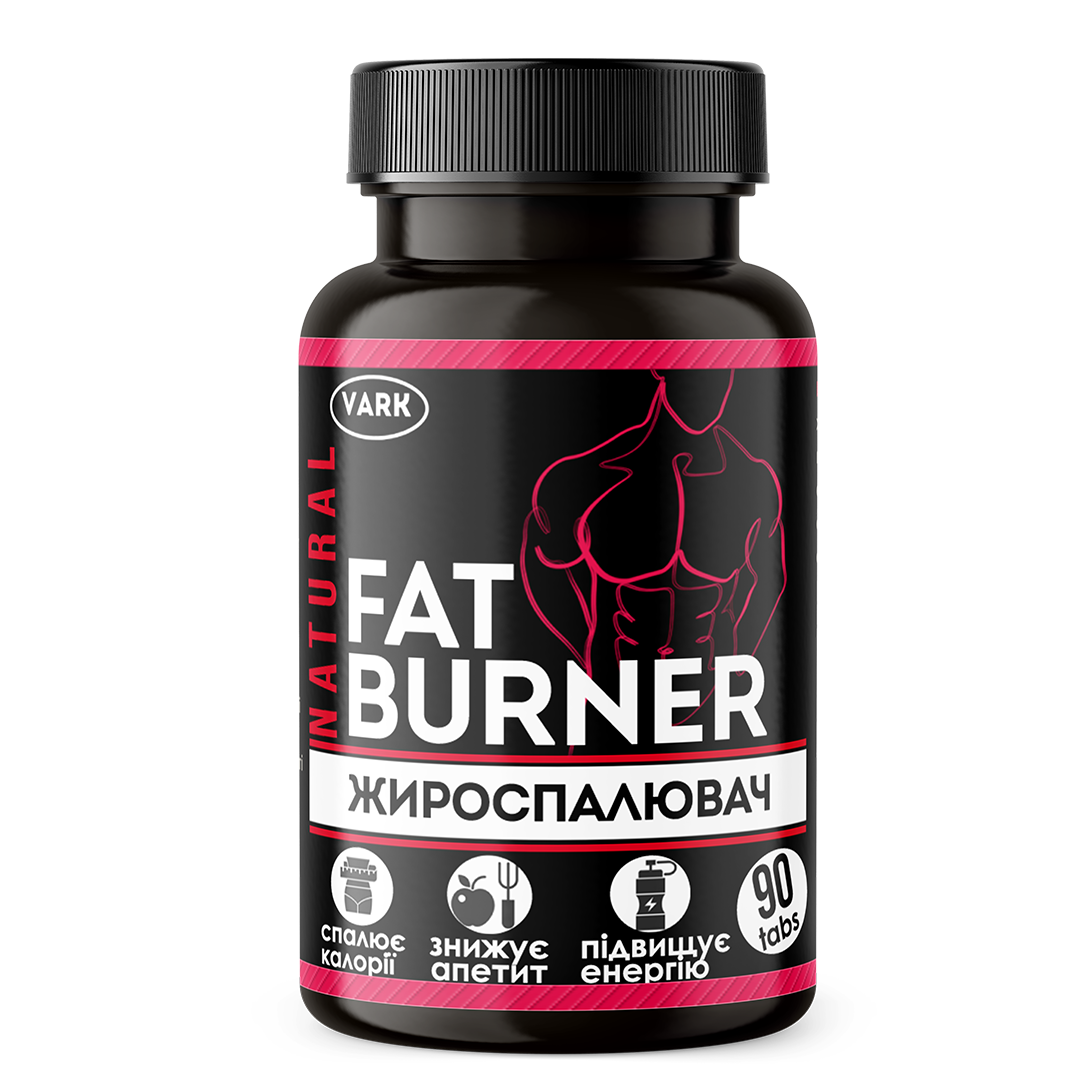 VARK
NATURAL
FAT
BURNER
ЖИРОСПАЛЮВАЧ
спалює
калорії
знижує
апетит
підвищує
енергію
90
tabs